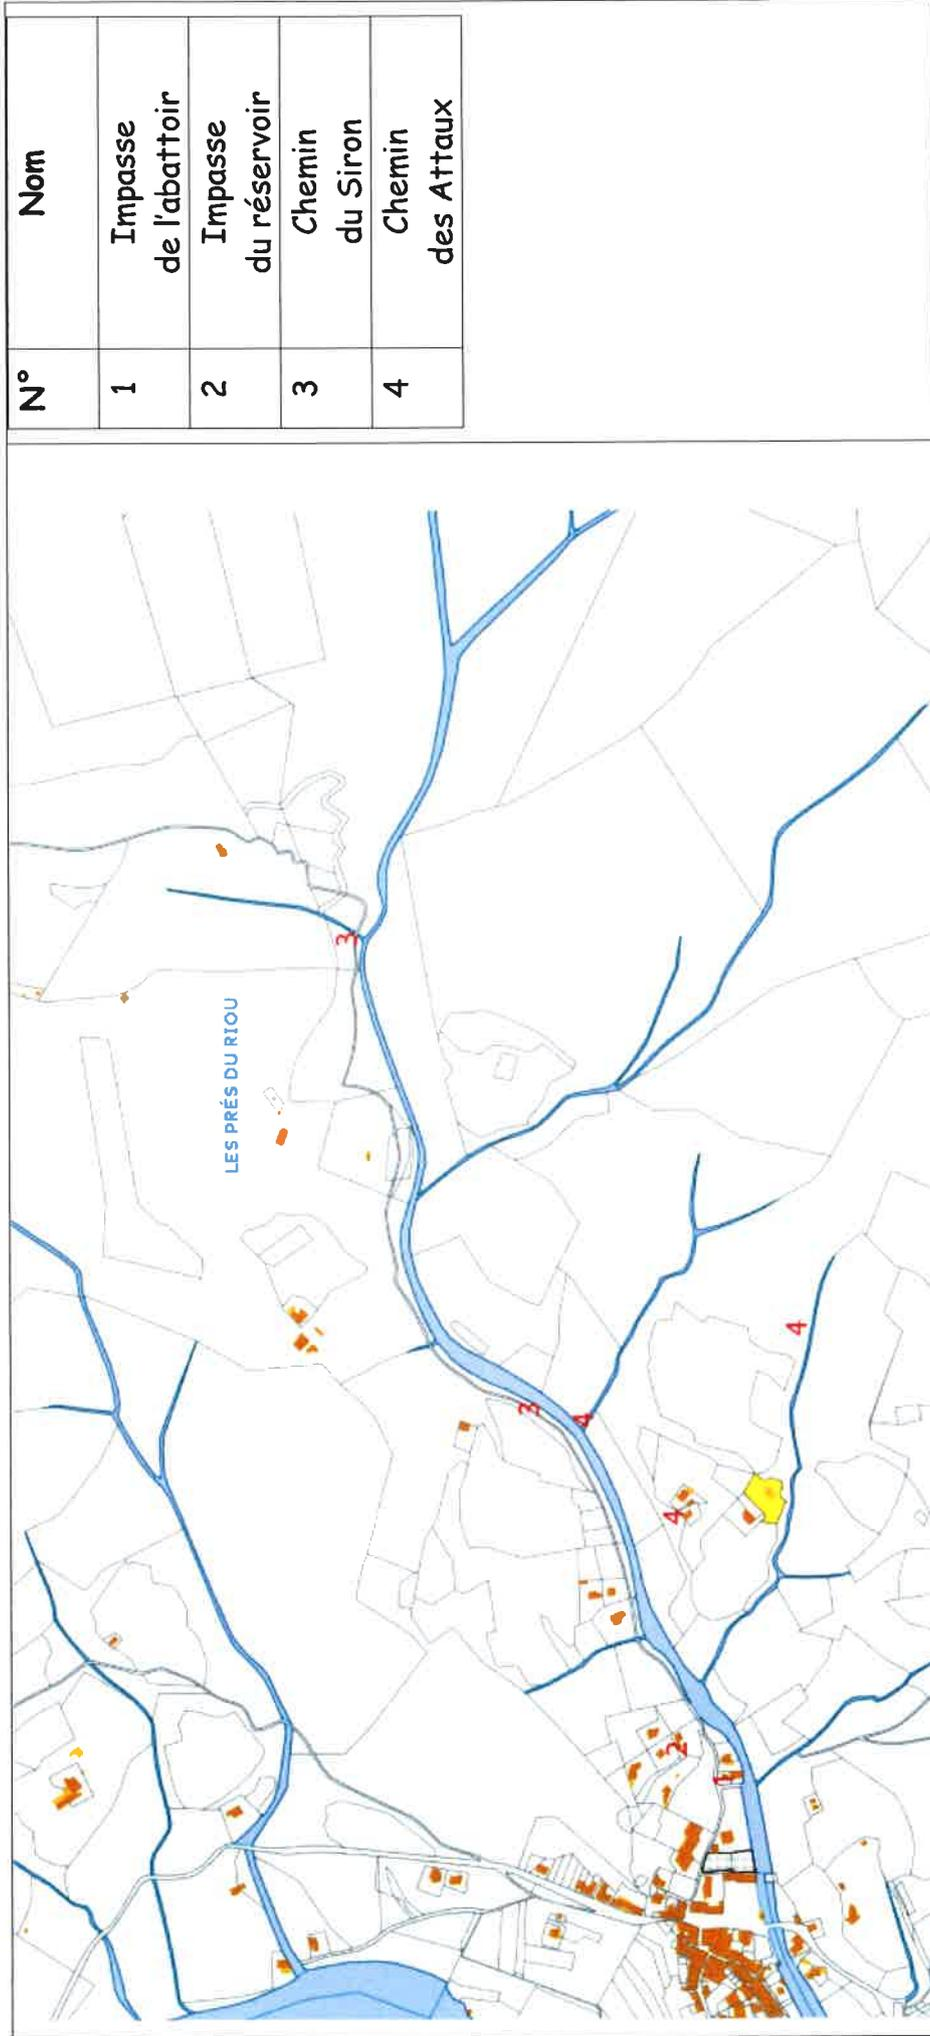 N° Nom
1 Impasse
de l'abattoir
2 Impasse
du réservoir
3 Chemin
du Siron
4 Chemin
des Attaux
LES PRÉS DU RIOU
3
3
4
4
4
2
1